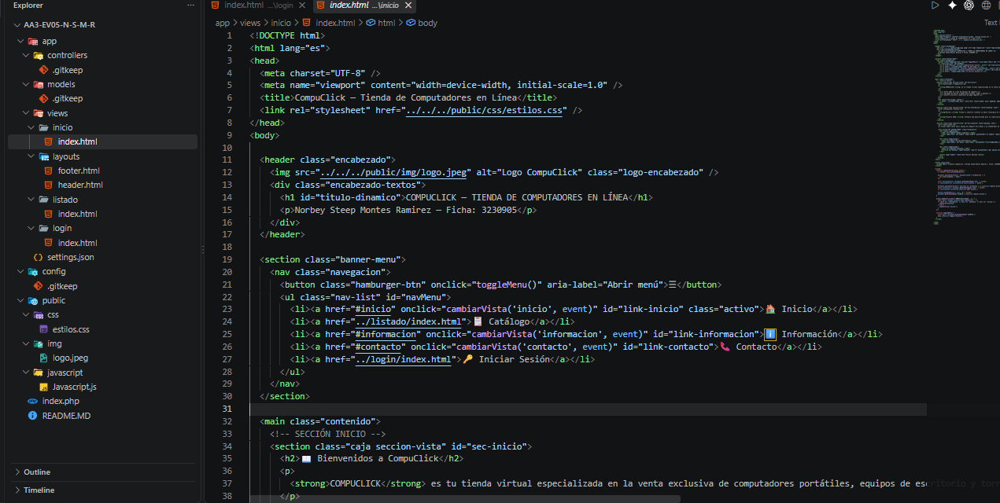 Explorer
AA3-EV05-N-S-M-R
app
controllers
.gitkeep
models
.gitkeep
views
inicio
index.html
layouts
footer.html
header.html
listado
index.html
login
index.html
settings.json
config
.gitkeep
public
css
estilos.css
img
logo.jpeg
javascript
Javascript.js
index.php
README.MD
Outline
Timeline
index.html ...\login
index.html ...\inicio
Text
app > views > inicio > index.html > html > body
1 <!DOCTYPE html>
2 <html lang="es">
3 <head>
4 <meta charset="UTF-8" />
5 <meta name="viewport" content="width=device-width, initial-scale=1.0" />
6 <title>CompuClick – Tienda de Computadores en Línea</title>
7 <link rel="stylesheet" href="../../../public/css/estilos.css" />
8 </head>
9 <body>
10
11 <header class="encabezado">
12 <img src="../../../public/img/logo.jpeg" alt="Logo CompuClick" class="logo-encabezado" />
13 <div class="encabezado-textos">
14 <h1 id="titulo-dinamico">COMPUCLICK – TIENDA DE COMPUTADORES EN LÍNEA</h1>
15 <p>Norbey Steep Montes Ramirez – Ficha: 3230905</p>
16 </div>
17 </header>
18
19 <section class="banner-menu">
20 <nav class="navegacion">
21 <button class="hamburger-btn" onclick="toggleMenu()" aria-label="Abrir menú">☰</button>
22 <ul class="nav-list" id="navMenu">
23 <li><a href="#inicio" onclick="cambiarVista('inicio', event)" id="link-inicio" class="activo">🏠 Inicio</a></li>
24 <li><a href="../listado/index.html"> Catálogo</a></li>
25 <li><a href="#informacion" onclick="cambiarVista('informacion', event)" id="link-informacion">ℹ️ Información</a></li>
26 <li><a href="#contacto" onclick="cambiarVista('contacto', event)" id="link-contacto">📞 Contacto</a></li>
27 <li><a href="../login/index.html">🔑 Iniciar Sesión</a></li>
28 </ul>
29 </nav>
30 </section>
31
32 <main class="contenido">
33 <!-- SECCIÓN INICIO -->
34 <section class="caja seccion-vista" id="sec-inicio">
35 <h2>📖 Bienvenidos a CompuClick</h2>
36 <p>
37 <strong>COMPUCLICK</strong> es tu tienda virtual especializada en la venta exclusiva de computadores portátiles, equipos de escritorio y torr
38 </p>